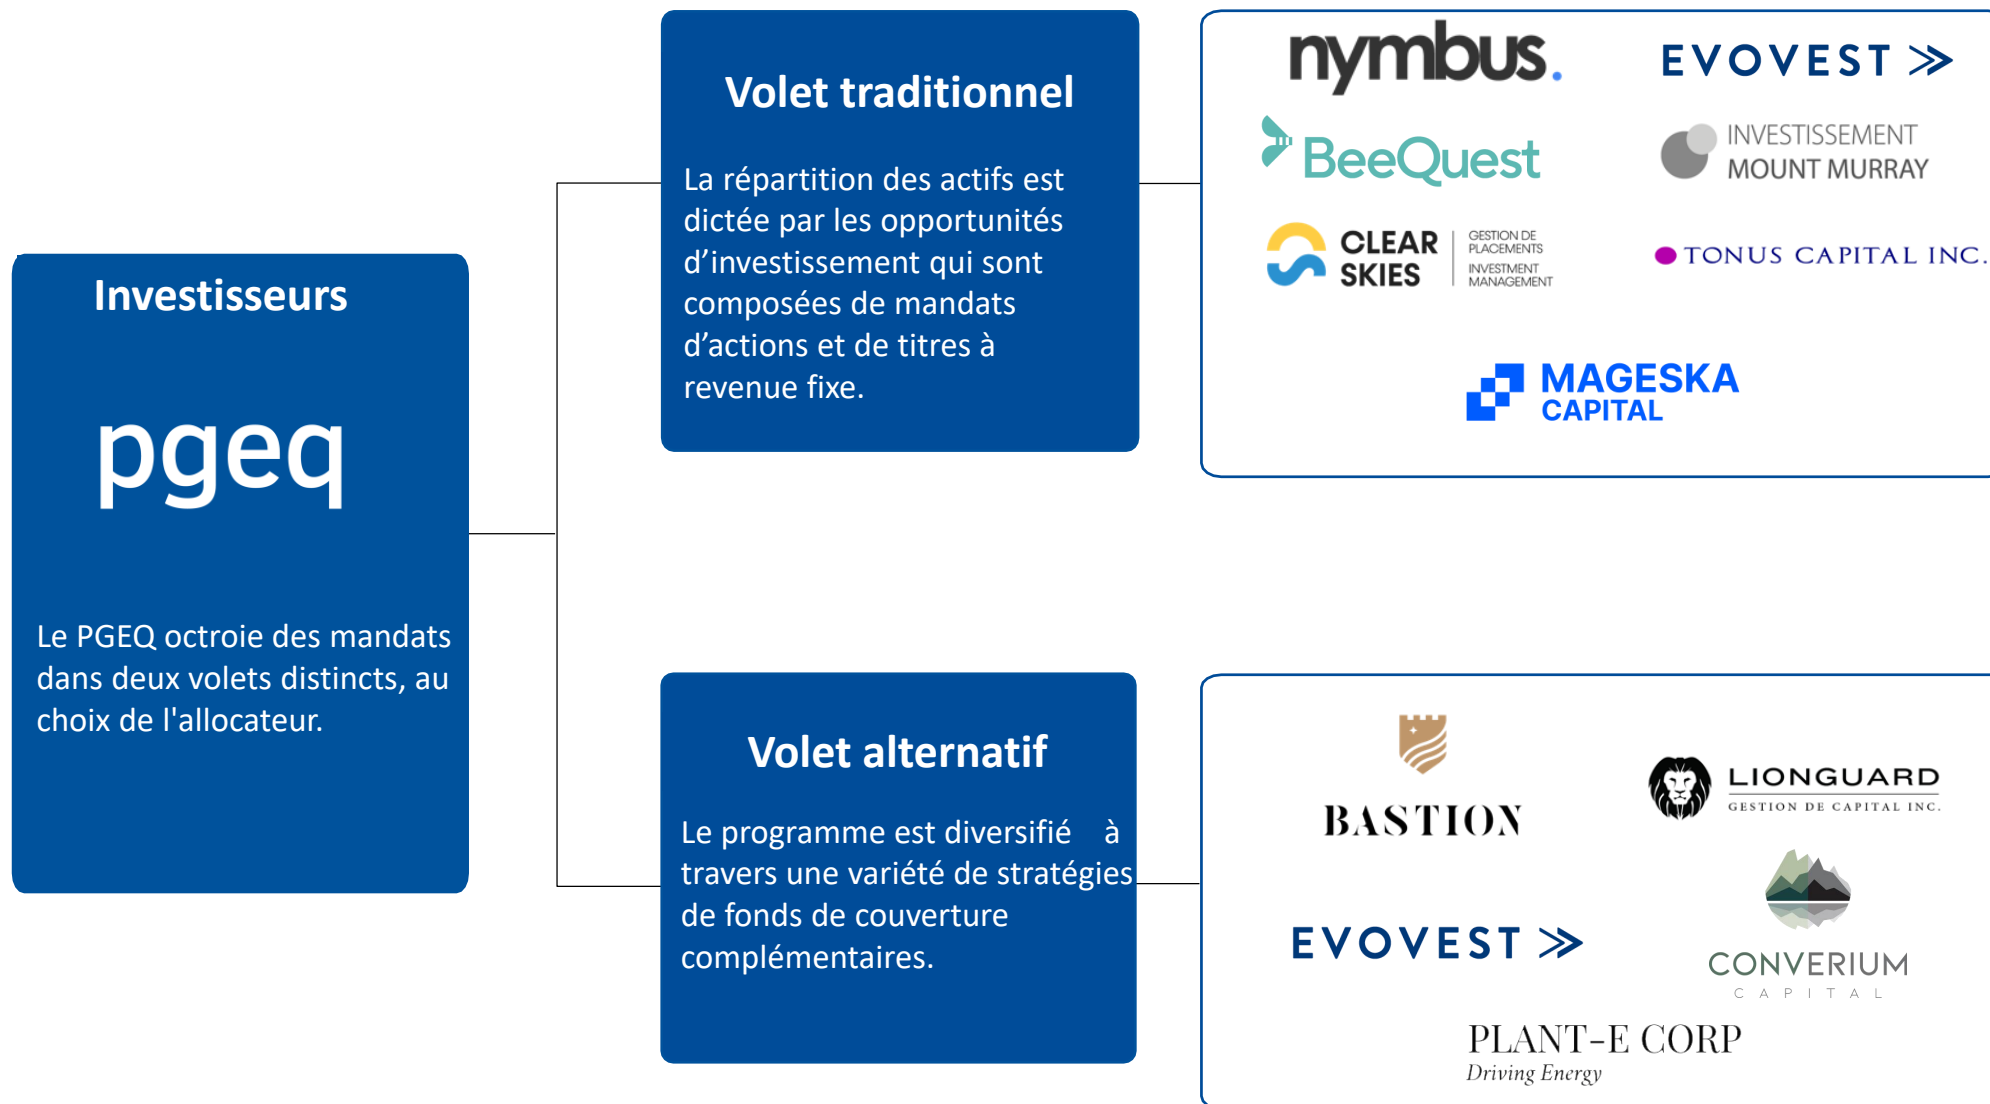 Investisseurs
pgeq
Le PGEQ octroie des mandats
dans deux volets distincts, au
choix de l'allocateur.
Volet traditionnel
La répartition des actifs est
dictée par les opportunités
d’investissement qui sont
composées de mandats
d’actions et de titres à
revenue fixe.
nymbus.
EVOVEST
BeeQuest
INVESTISSEMENT
MOUNT MURRAY
CLEAR
SKIES
GESTION DE
PLACEMENTS
INVESTMENT
MANAGEMENT
TONUS CAPITAL INC.
MAGESKA
CAPITAL
Volet alternatif
Le programme est diversifié à
travers une variété de stratégies
de fonds de couverture
complémentaires.
BASTION
LIONGUARD
GESTION DE CAPITAL INC.
EVOVEST
CONVERIUM
CAPITAL
PLANT-E CORP
Driving Energy